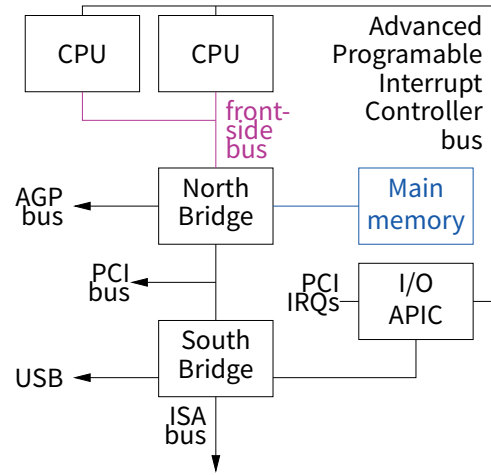 CPU
CPU
Advanced
Programable
Interrupt
Controller
bus
front-
side
bus
AGP
bus
North
Bridge
Main
memory
PCI
bus
PCI
IRQs
I/O
APIC
South
Bridge
USB
ISA
bus